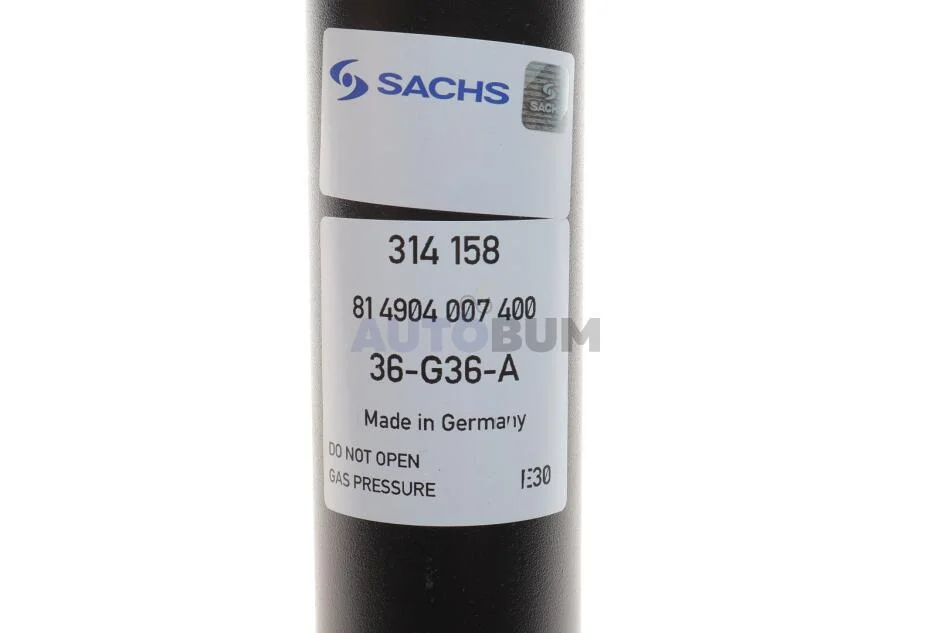 SACHS
SACHS
314 158
81 4904 007 400
AUTOBUM
36-G36-A
Made in Germany
DO NOT OPEN
GAS PRESSURE
E30